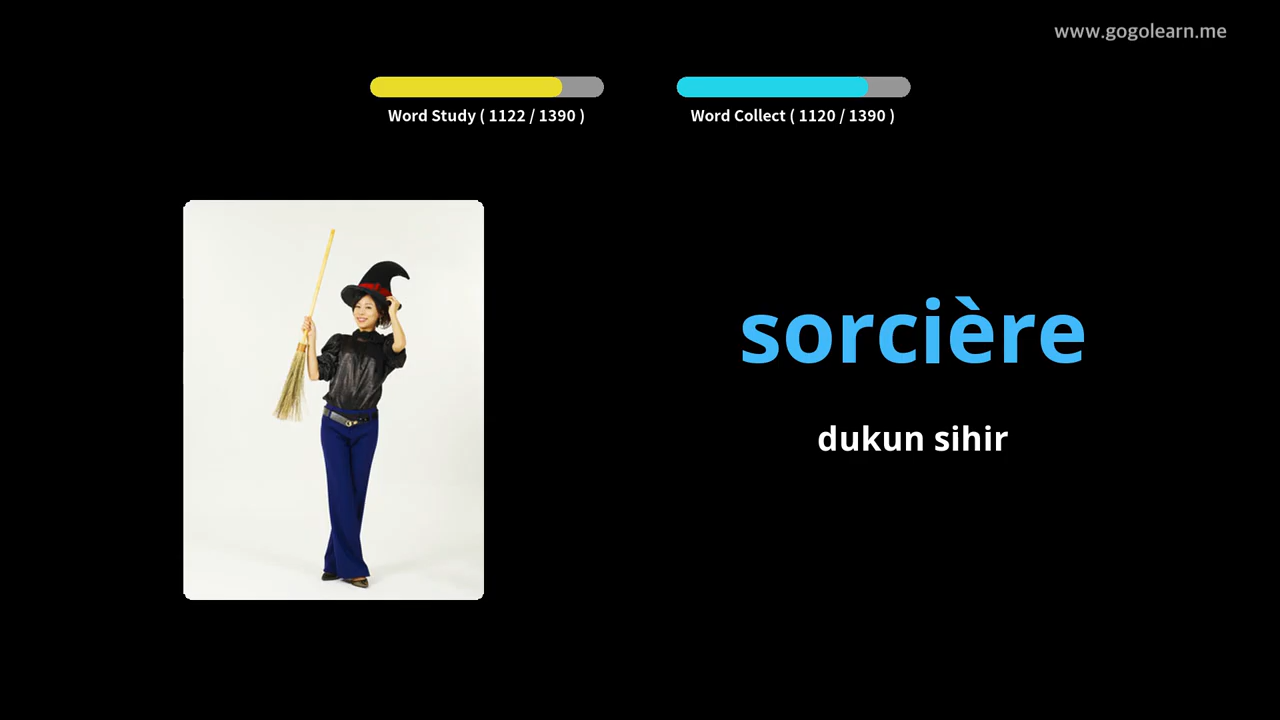 www.gogolearn.me
Word Study ( 1122 / 1390 )
Word Collect ( 1120 / 1390 )
sorcière
dukun sihir